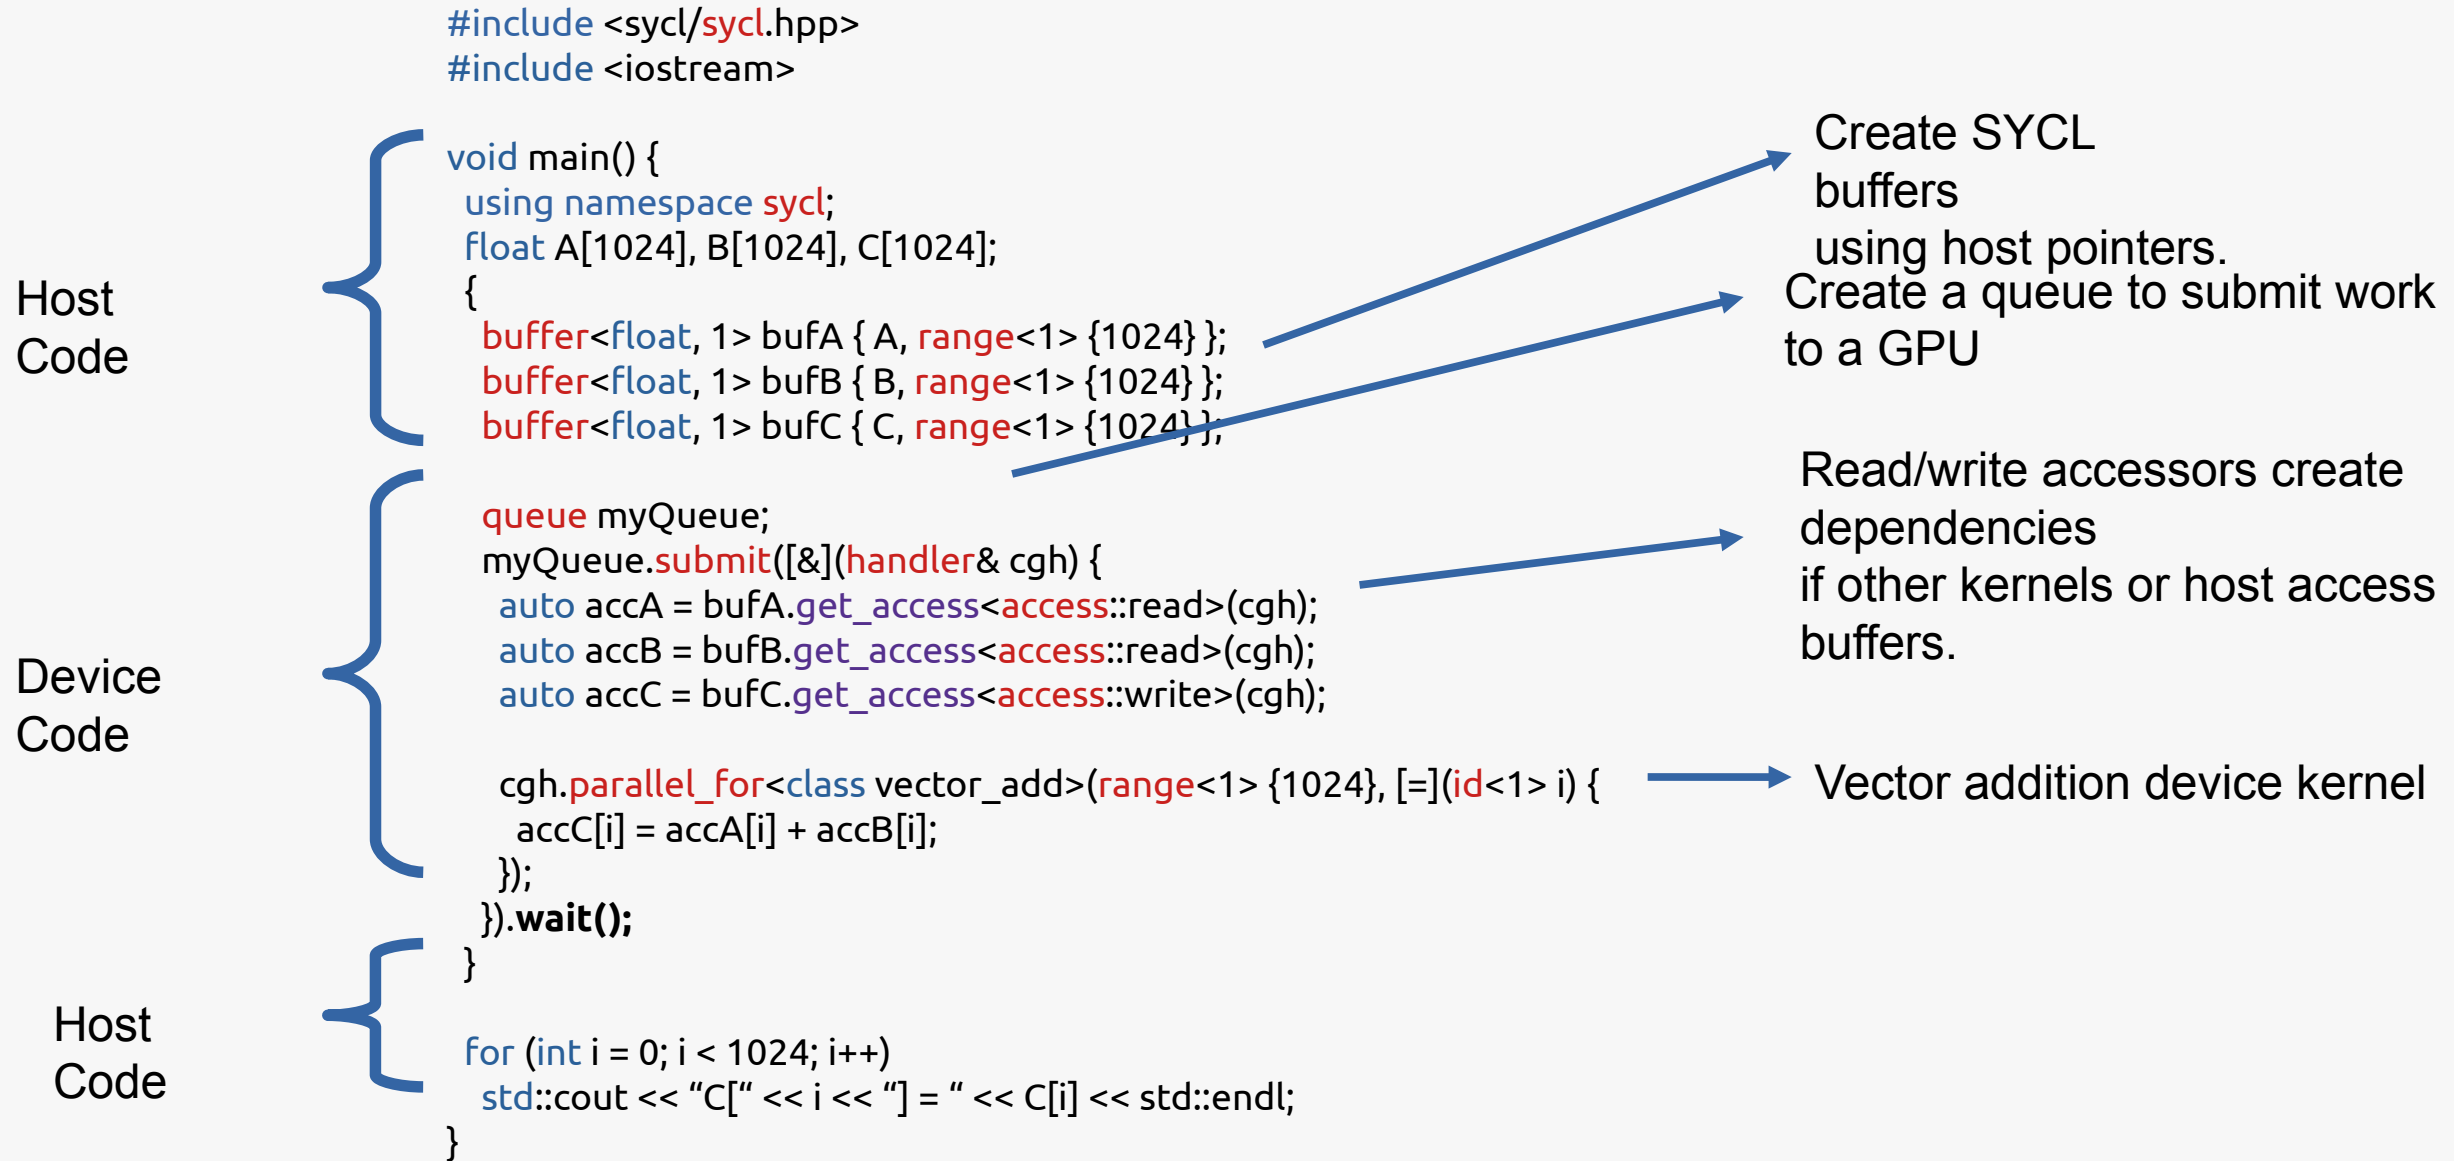 #include <sycl/sycl.hpp>
#include <iostream>
void main() {
using namespace sycl;
float A[1024], B[1024], C[1024];
{
buffer<float, 1> bufA { A, range<1> {1024} };
buffer<float, 1> bufB { B, range<1> {1024} };
buffer<float, 1> bufC { C, range<1> {1024} };
queue myQueue;
myQueue.submit([&](handler& cgh) {
auto accA = bufA.get_access<access::read>(cgh);
auto accB = bufB.get_access<access::read>(cgh);
auto accC = bufC.get_access<access::write>(cgh);
cgh.parallel_for<class vector_add>(range<1> {1024}, [=](id<1> i) {
accC[i] = accA[i] + accB[i];
});
}).wait();
}
for (int i = 0; i < 1024; i++)
std::cout << “C[“ << i << “] = “ << C[i] << std::endl;
}
Host
Code
Device
Code
Host
Code
Create SYCL
buffers
using host pointers.
Create a queue to submit work
to a GPU
Read/write accessors create
dependencies
if other kernels or host access
buffers.
Vector addition device kernel